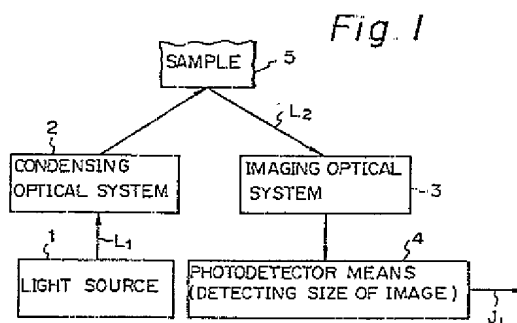 Fig. 1
SAMPLE
5
L2
2
CONDENSING
OPTICAL SYSTEM
IMAGING OPTICAL
SYSTEM
3
1
L1
4
LIGHT SOURCE
PHOTODETECTOR MEANS
(DETECTING SIZE OF IMAGE)
J1